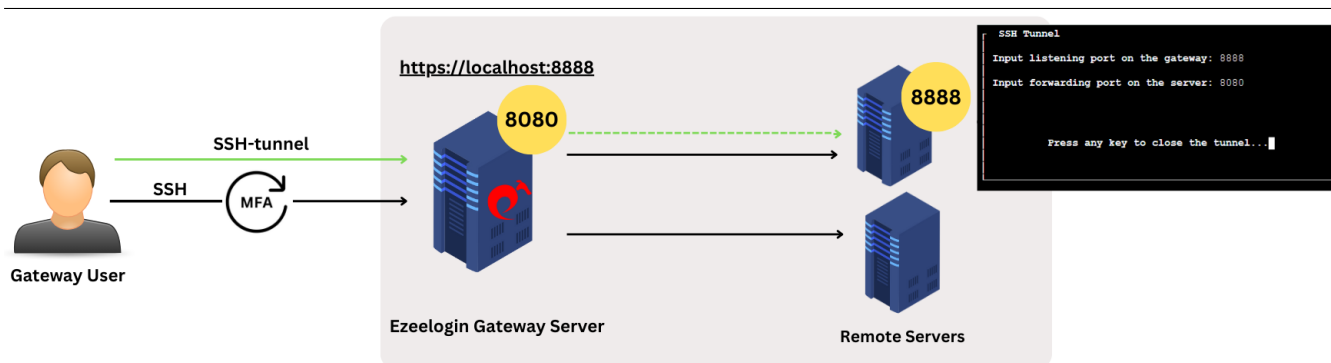 SSH Tunnel
Input listening port on the gateway: 8888
Input forwarding port on the server: 8080
Press any key to close the tunnel...
https://localhost:8888
8080
8888
SSH-tunnel
SSH
MFA
Gateway User
Ezeelogin Gateway Server
Remote Servers